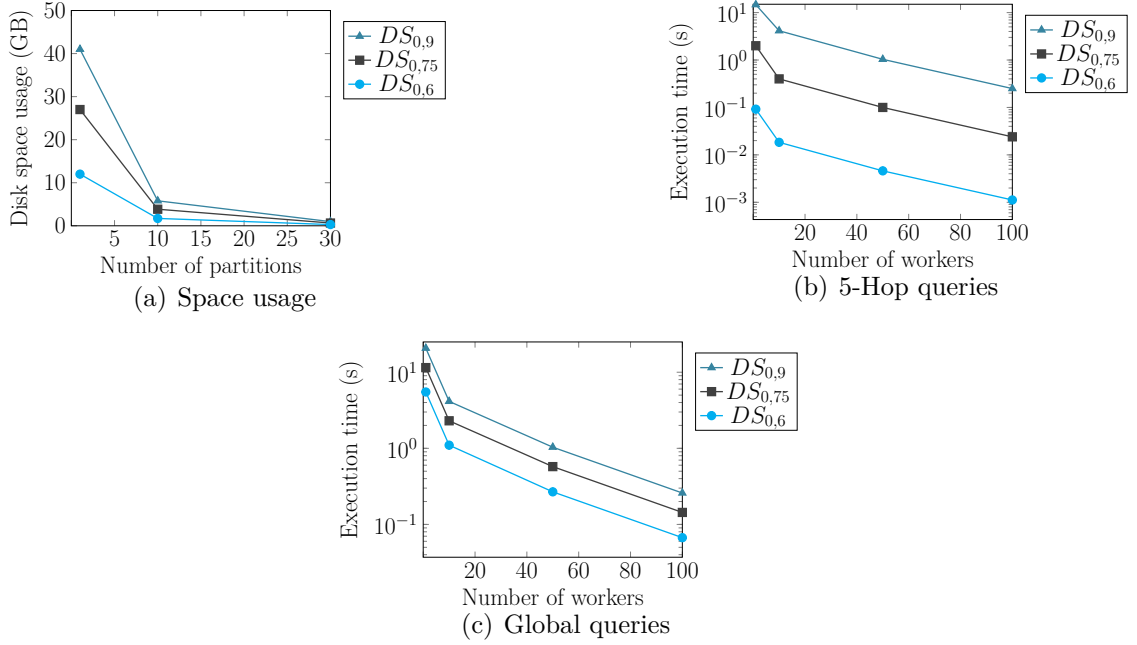 50
40
30
20
10
0
5 10 15 20 25 30
Disk space usage (GB)
Number of partitions
DS0,9
DS0,75
DS0,6
(a) Space usage
10^1
10^0
10^−1
10^−2
10^−3
20 40 60 80 100
Execution time (s)
Number of workers
DS0,9
DS0,75
DS0,6
(b) 5-Hop queries
10^1
10^0
10^−1
20 40 60 80 100
Execution time (s)
Number of workers
DS0,9
DS0,75
DS0,6
(c) Global queries